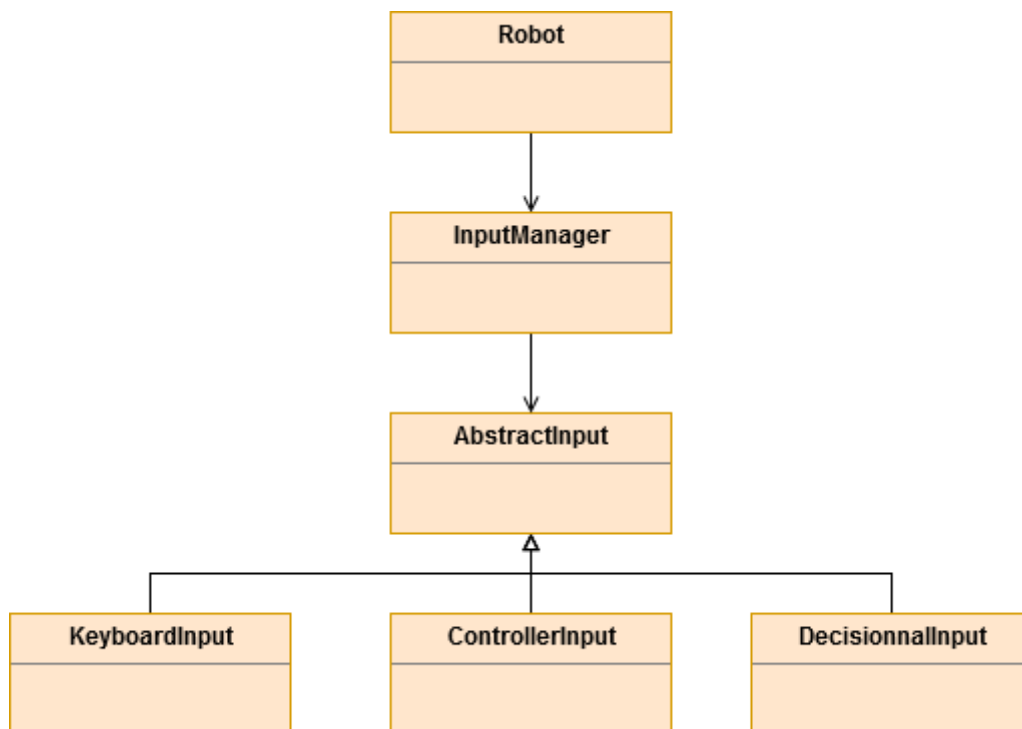 Robot
InputManager
AbstractInput
KeyboardInput
ControllerInput
DecisionnalInput